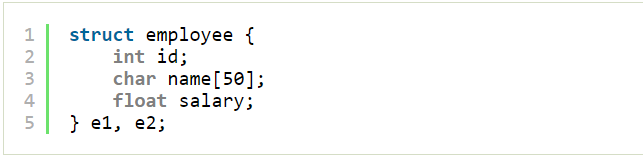 1 struct employee {
2     int id;
3     char name[50];
4     float salary;
5 } e1, e2;